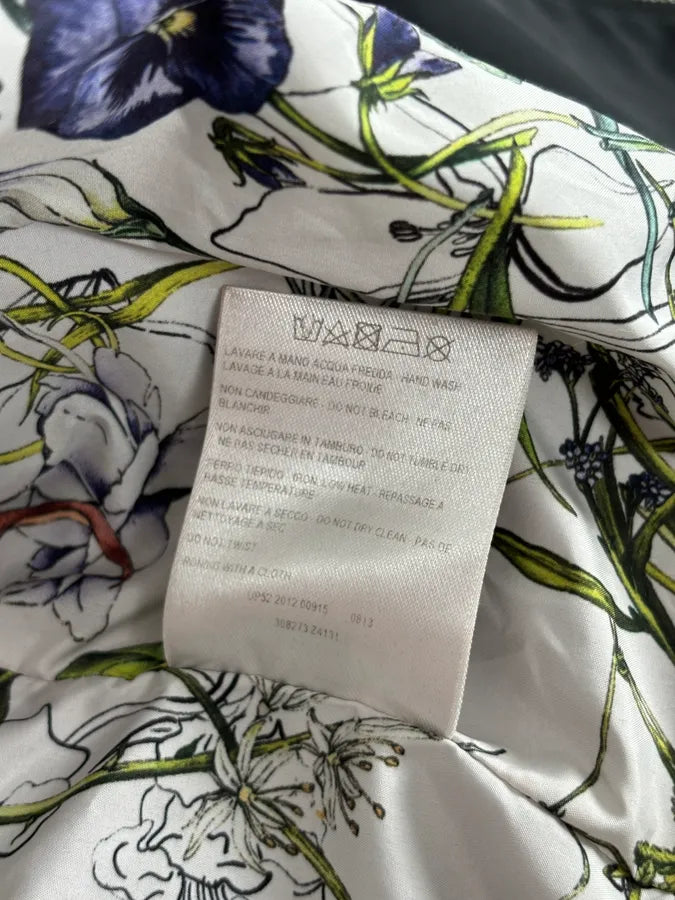 LAVARE A MANO ACQUA FREDDA - HAND WASH
LAVAGE A LA MAIN EAU FROIDE
NON CANDEGGIARE - DO NOT BLEACH - NE PAS
BLANCHIR
NON ASCIUGARE IN TAMBURO - DO NOT TUMBLE DRY
NE PAS SÉCHER EN TAMBOUR
FERRO TIEPIDO - IRON LOW HEAT - REPASSAGE A
BASSE TEMPERATURE
NON LAVARE A SECCO - DO NOT DRY CLEAN - PAS DE
NETTOYAGE A SEC
DO NOT TWIST
IRONING WITH A CLOTH
UP52 2012 00915 0813
308273 Z4131